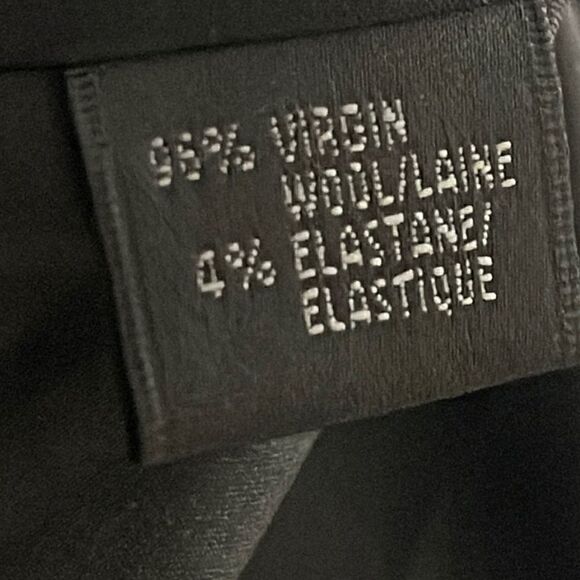 96% VIRGIN
WOOL/LAINE
4% ELASTANE/
ELASTIQUE